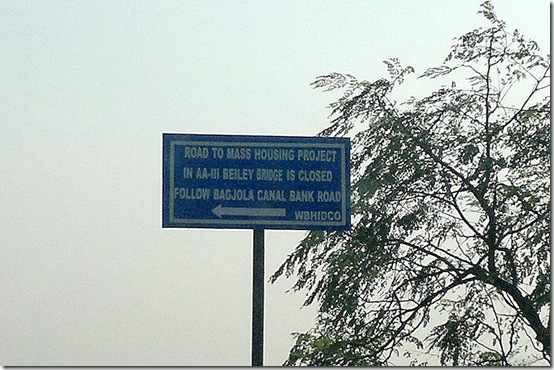 ROAD TO MASS HOUSING PROJECT
IN AA-III BEILEY BRIDGE IS CLOSED
FOLLOW BAGJOLA CANAL BANK ROAD
WBHIDCO